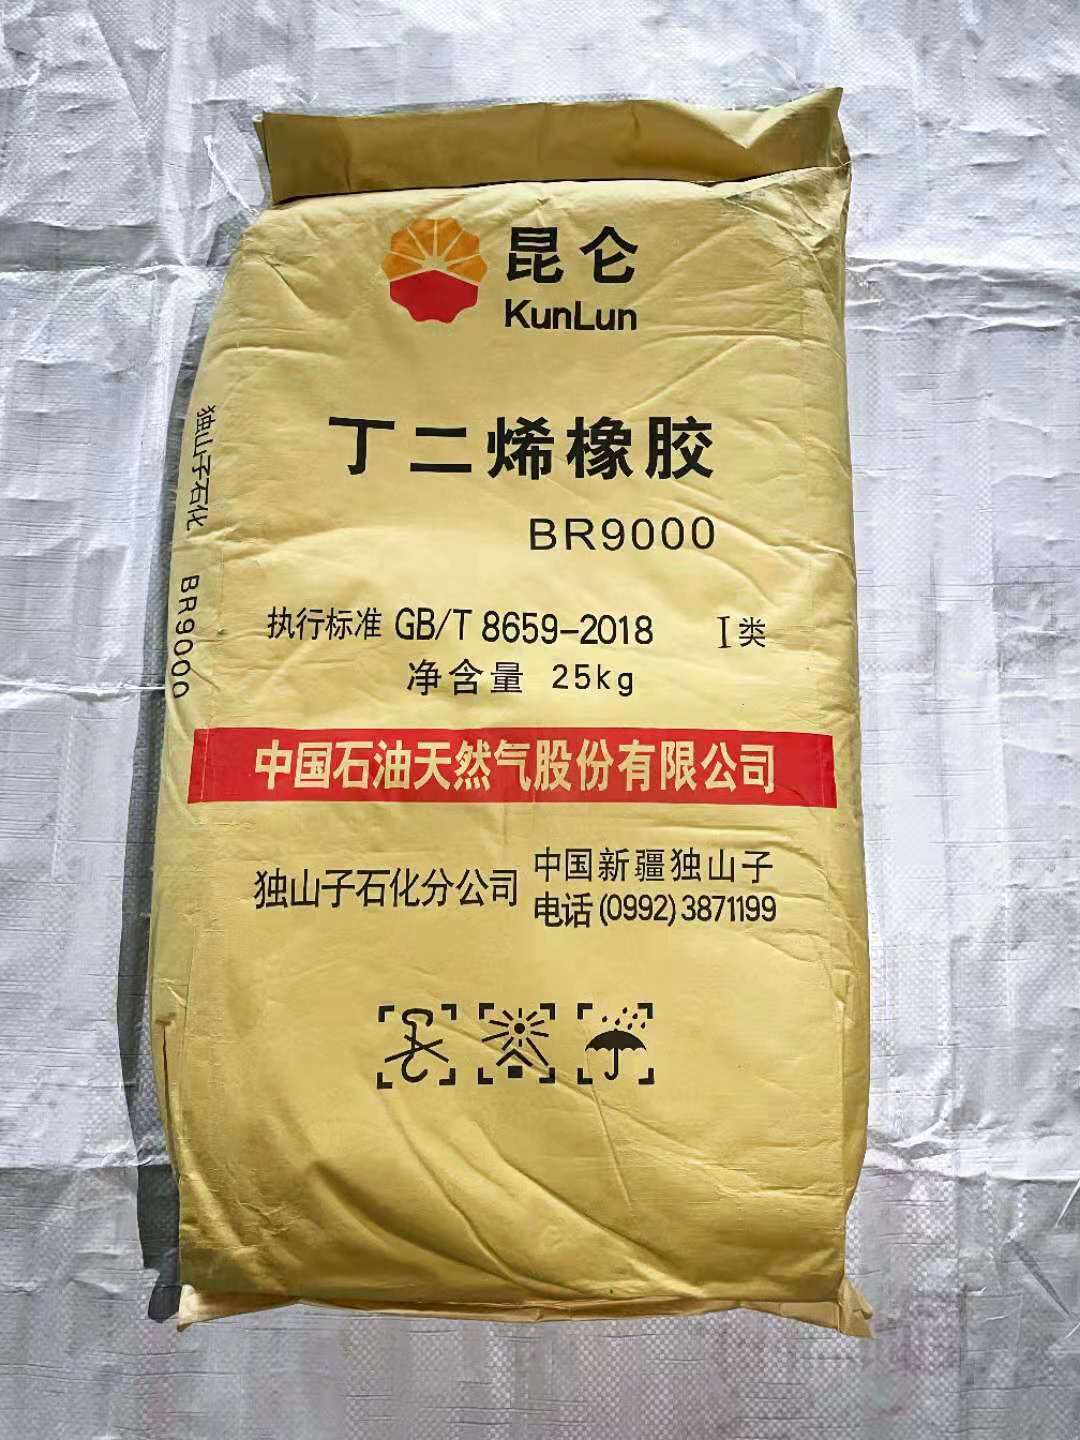 昆仑
KunLun
丁二烯橡胶
BR9000
执行标准 GB/T 8659-2018 I类
净含量 25kg
中国石油天然气股份有限公司
独山子石化分公司
中国新疆独山子
电话 (0992) 3871199
独山子石化 BR9000